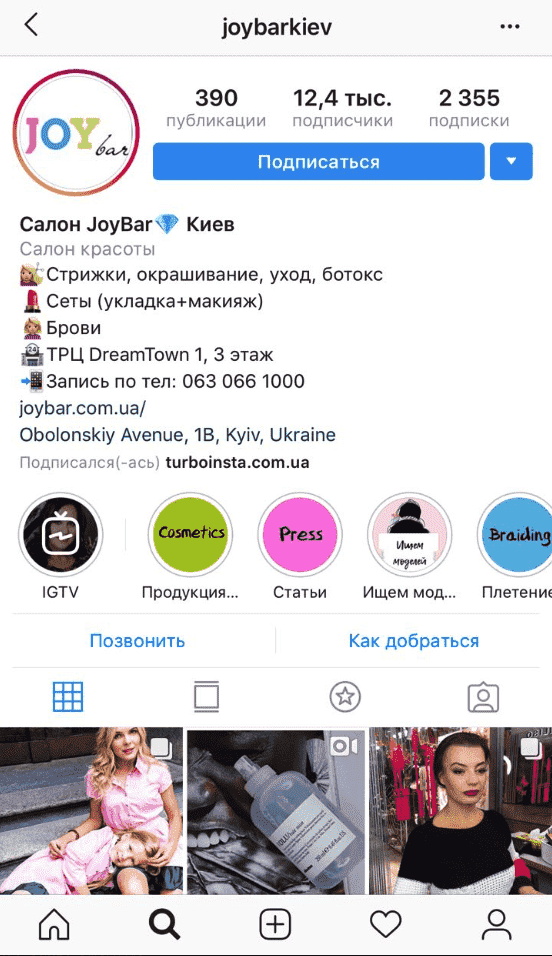 joybarkiev
JOY bar
390
публикации
12,4 тыс.
подписчики
2 355
подписки
Подписаться
Салон JoyBar💎 Киев
Салон красоты
💇🏼‍♀️Стрижки, окрашивание, уход, ботокс
💄Сеты (укладка+макияж)
💆🏼‍♀️Брови
🏪ТРЦ DreamTown 1, 3 этаж
📲Запись по тел: 063 066 1000
joybar.com.ua/
Obolonskiy Avenue, 1B, Kyiv, Ukraine
Подписался(-ась) turboinsta.com.ua
Cosmetics
Press
Ищем
моделей
Braiding
IGTV
Продукция...
Статьи
Ищем мод...
Плетение
Позвонить
Как добраться